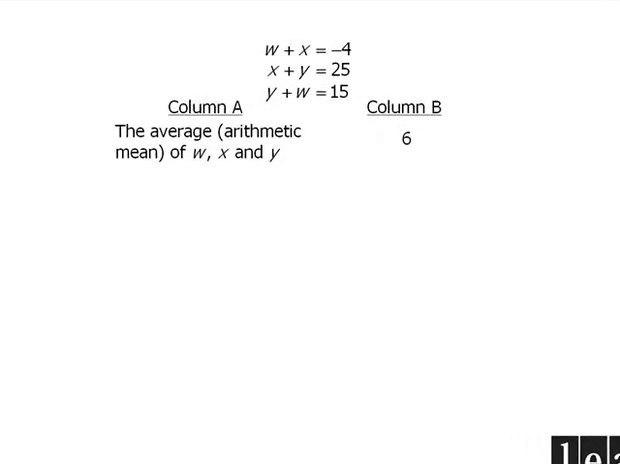 w + x = –4
x + y = 25
y + w = 15
Column A
Column B
The average (arithmetic
mean) of w, x and y
6